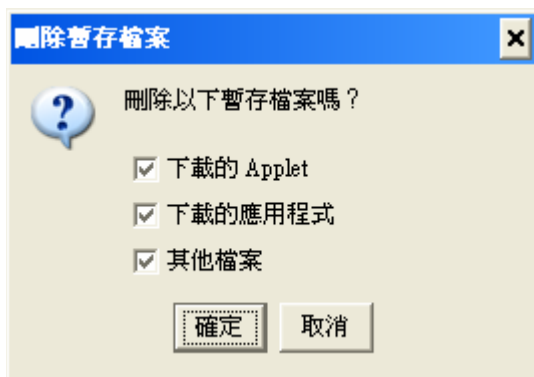 刪除暫存檔案
刪除以下暫存檔案嗎？
下載的 Applet
下載的應用程式
其他檔案
確定
取消